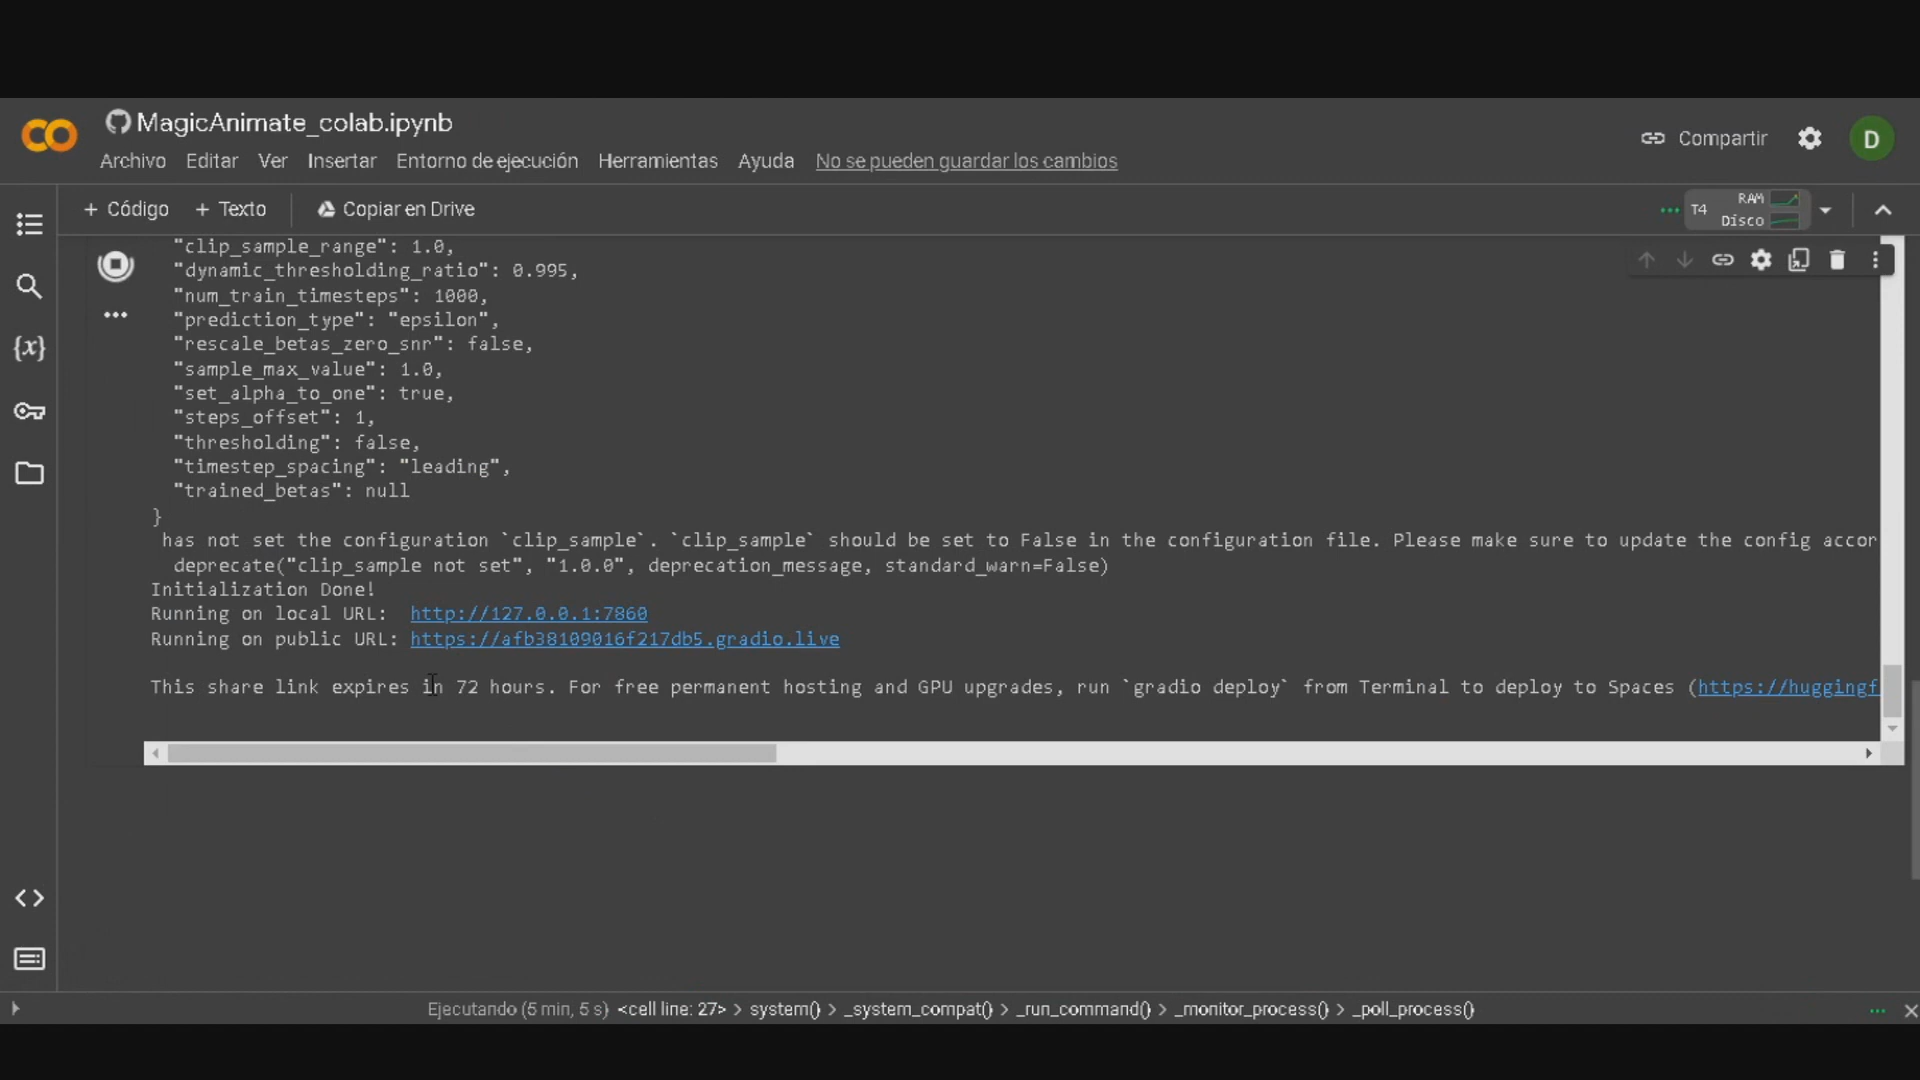 MagicAnimate_colab.ipynb
Archivo Editar Ver Insertar Entorno de ejecución Herramientas Ayuda No se pueden guardar los cambios
Compartir
D
+ Código + Texto Copiar en Drive
T4 RAM
Disco
"clip_sample_range": 1.0,
"dynamic_thresholding_ratio": 0.995,
"num_train_timesteps": 1000,
"prediction_type": "epsilon",
"rescale_betas_zero_snr": false,
"sample_max_value": 1.0,
"set_alpha_to_one": true,
"steps_offset": 1,
"thresholding": false,
"timestep_spacing": "leading",
"trained_betas": null
}
has not set the configuration `clip_sample`. `clip_sample` should be set to False in the configuration file. Please make sure to update the config accor
deprecate("clip_sample not set", "1.0.0", deprecation_message, standard_warn=False)
Initialization Done!
Running on local URL: http://127.0.0.1:7860
Running on public URL: https://afb38109016f217db5.gradio.live
This share link expires in 72 hours. For free permanent hosting and GPU upgrades, run `gradio deploy` from Terminal to deploy to Spaces (https://huggingf
Ejecutando (5 min, 5 s) <cell line: 27> > system() > _system_compat() > _run_command() > _monitor_process() > _poll_process()